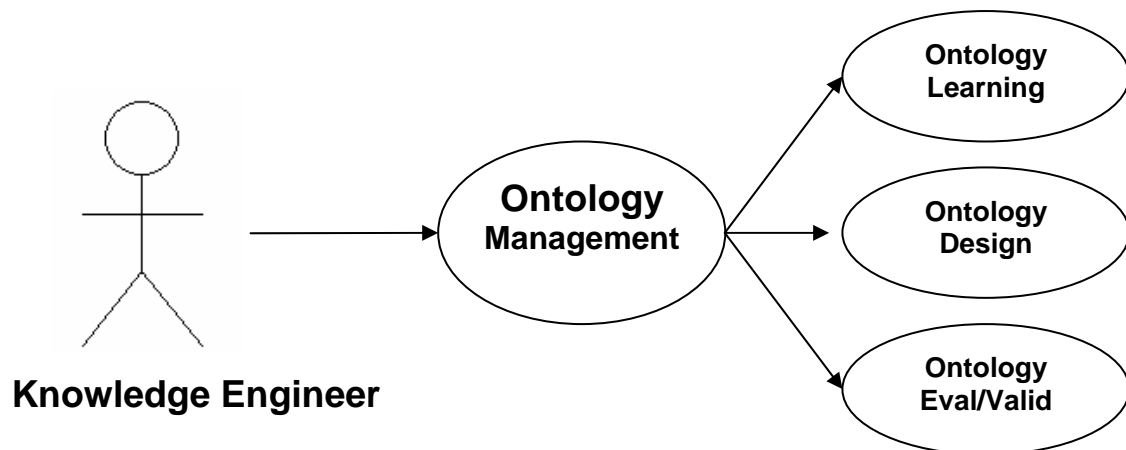 Knowledge Engineer
Ontology
Management
Ontology
Learning
Ontology
Design
Ontology
Eval/Valid